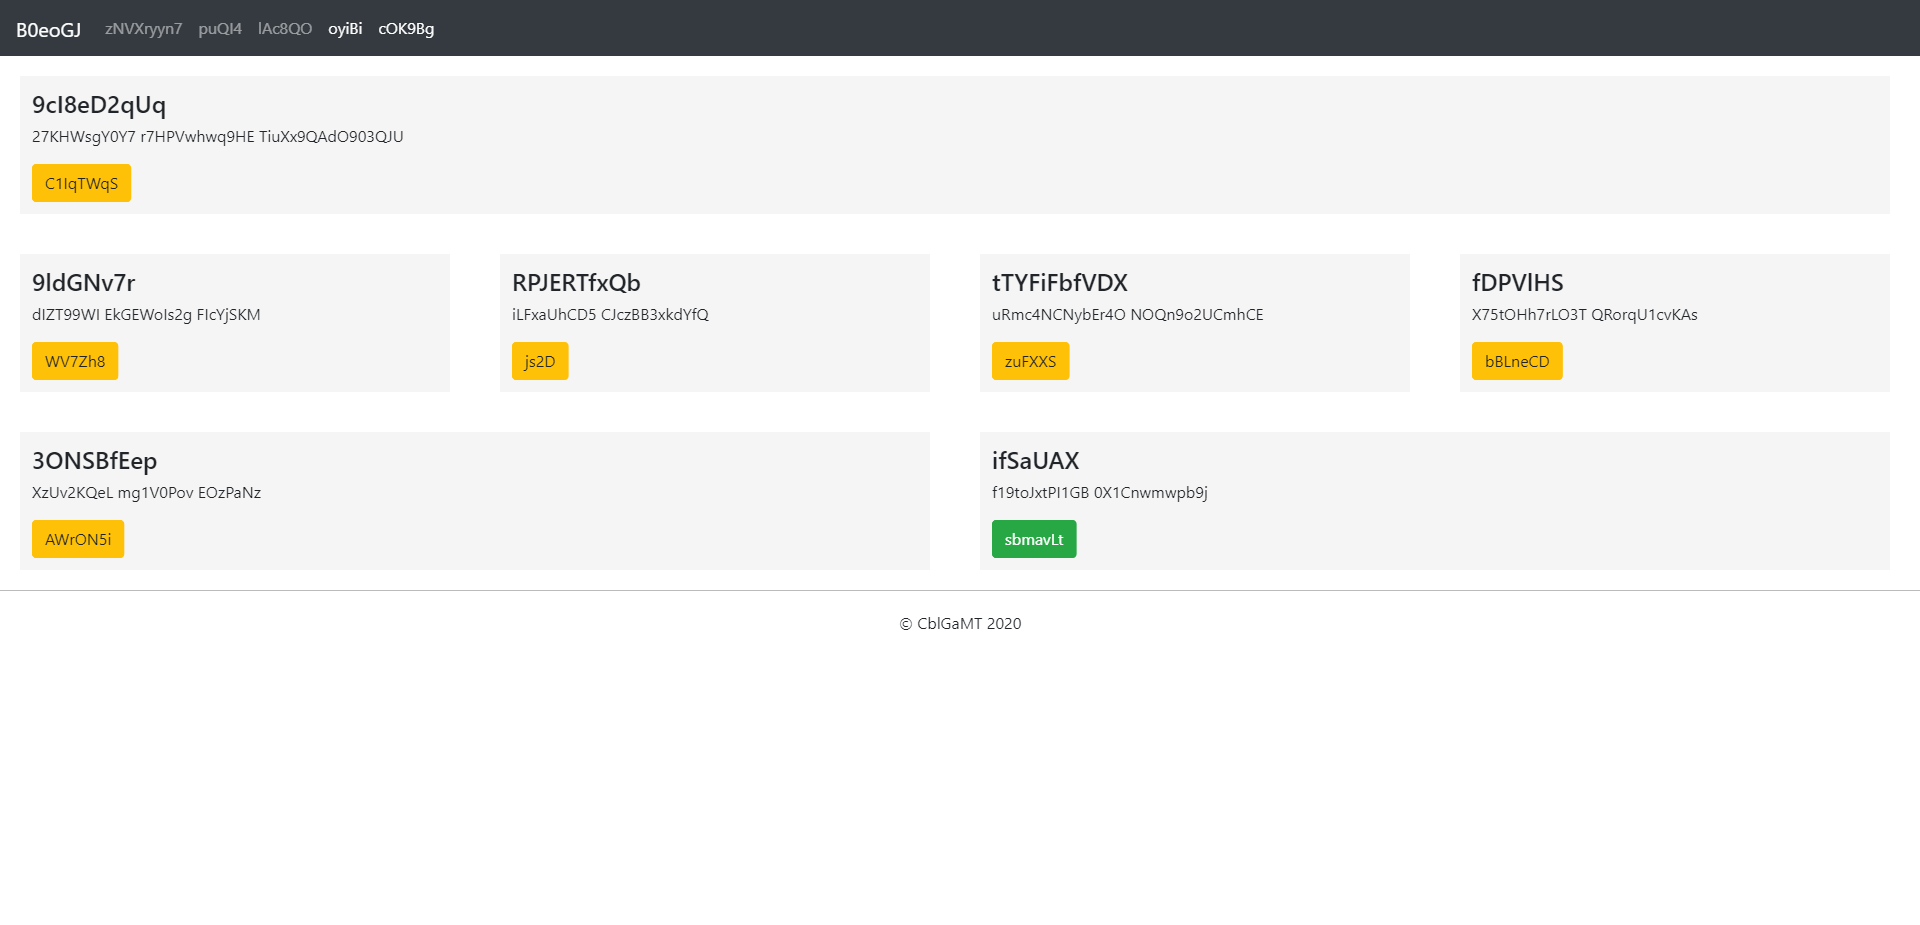 B0eoGJ zNVXryyn7 puQI4 lAc8QO oyiBi cOK9Bg
9cI8eD2qUq
27KHWsgY0Y7 r7HPVwhwq9HE TiuXx9QAdO903QJU
C1IqTWqS
9ldGNv7r
dIZT99WI EkGEWoIs2g FIcYjSKM
WV7Zh8
RPJERTfxQb
iLFxaUhCD5 CJczBB3xkdYfQ
js2D
tTYFiFbfVDX
uRmc4NCNybEr4O NOQn9o2UCmhCE
zuFXXS
fDPVlHS
X75tOHh7rLO3T QRorqU1cvKAs
bBLneCD
3ONSBfEep
XzUv2KQeL mg1V0Pov EOzPaNz
AWrON5i
ifSaUAX
f19toJxtPI1GB 0X1Cnwmwpb9j
sbmavLt
© CblGaMT 2020